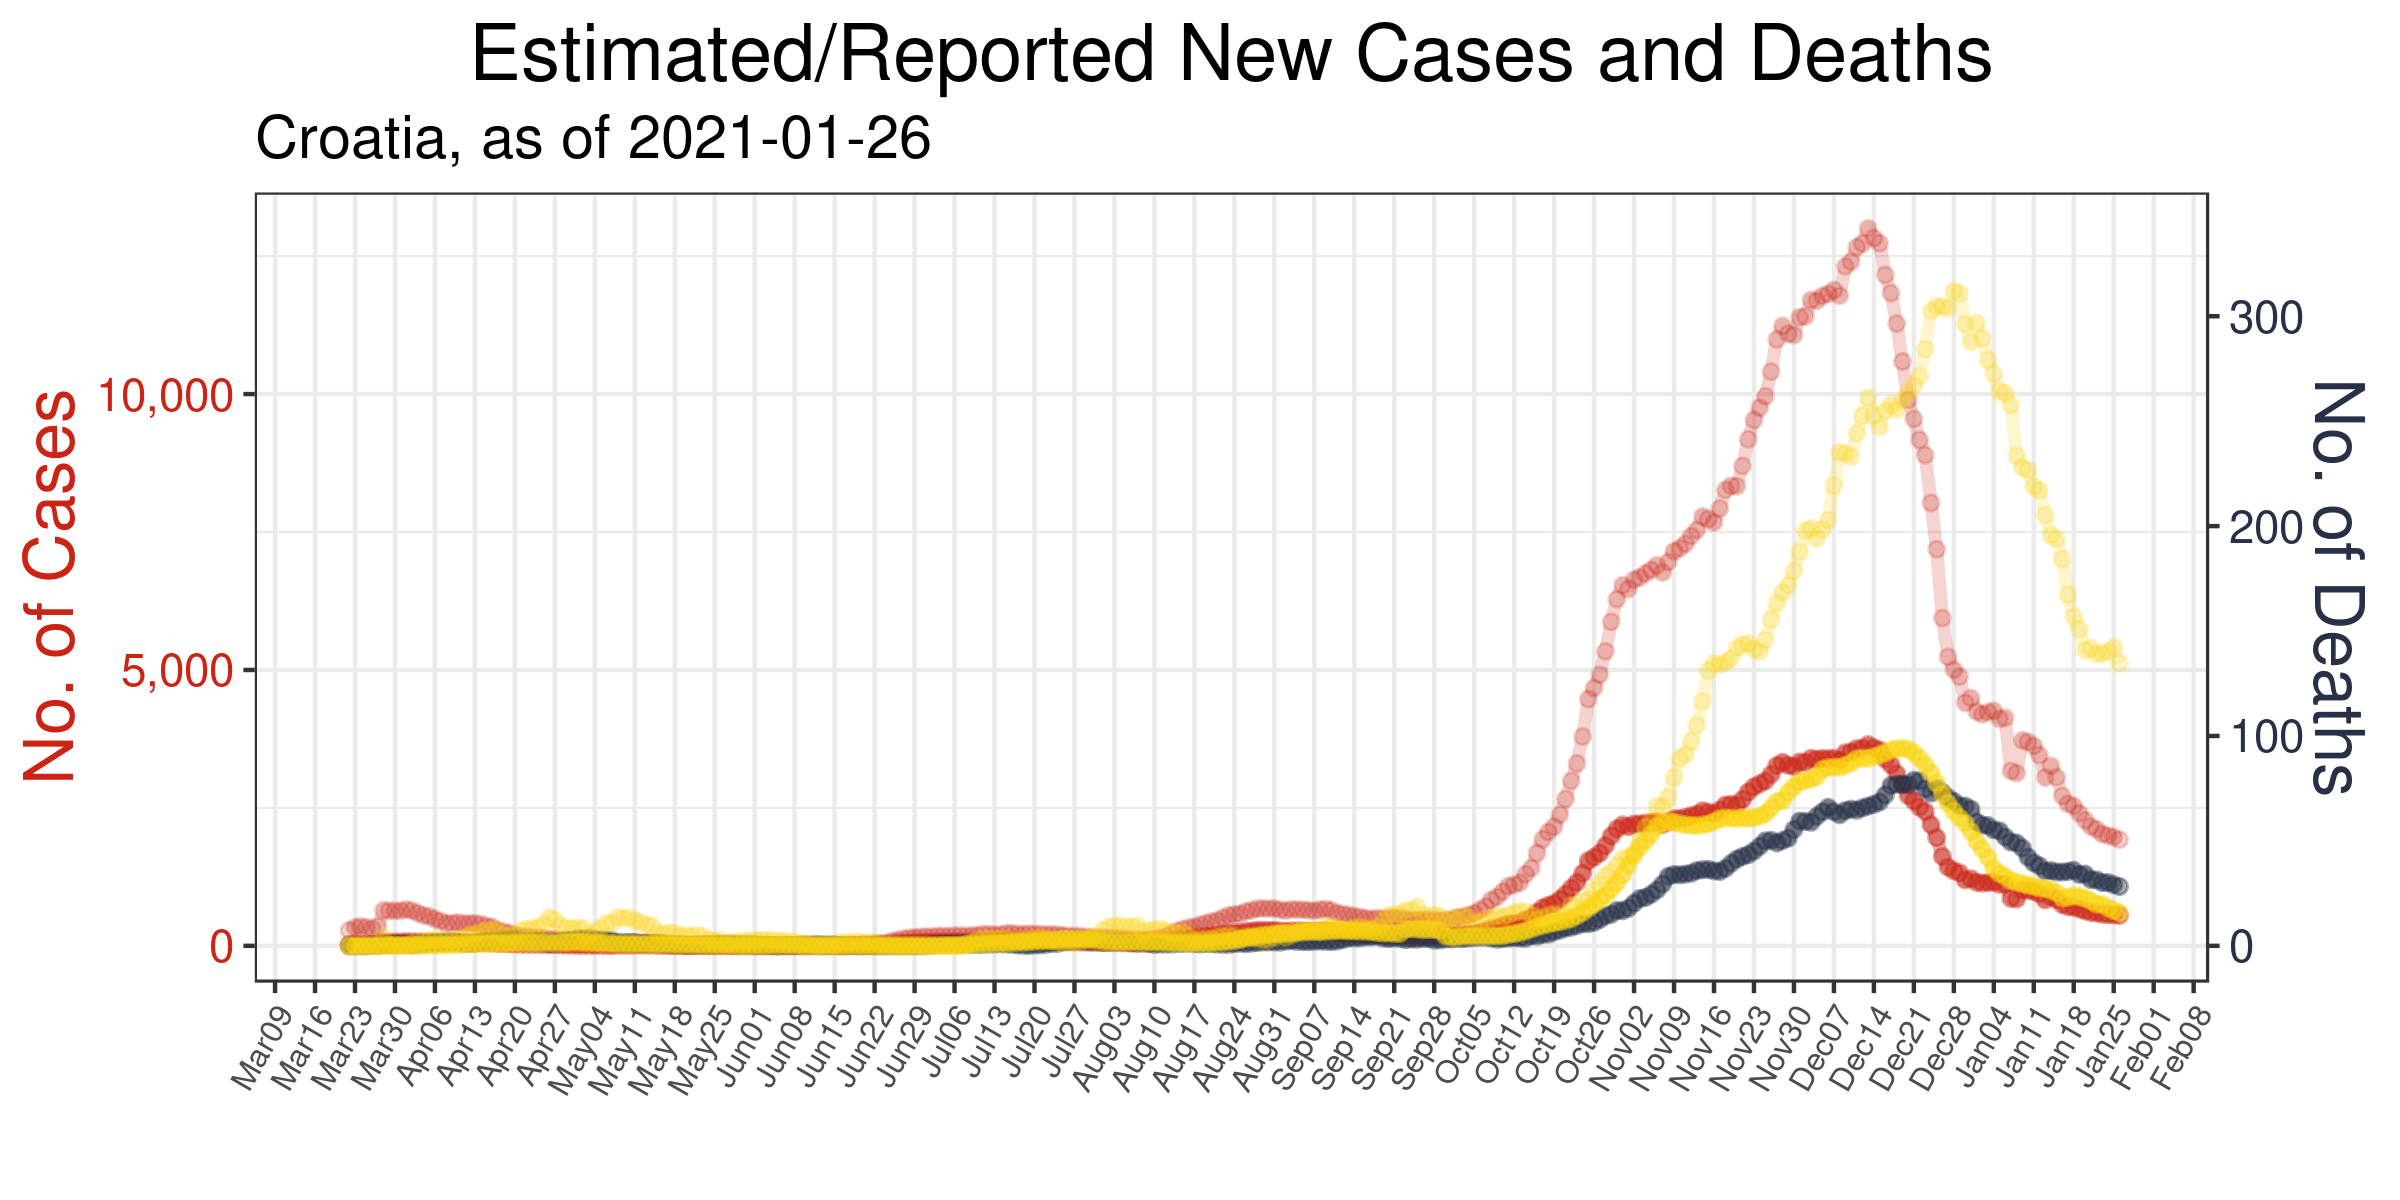 Estimated/Reported New Cases and Deaths
Croatia, as of 2021-01-26
No. of Cases
10,000
5,000
0
300
200
100
0
No. of Deaths
Mar09 Mar16 Mar23 Mar30 Apr06 Apr13 Apr20 Apr27 May04 May11 May18 May25 Jun01 Jun08 Jun15 Jun22 Jun29 Jul06 Jul13 Jul20 Jul27 Aug03 Aug10 Aug17 Aug24 Aug31 Sep07 Sep14 Sep21 Sep28 Oct05 Oct12 Oct19 Oct26 Nov02 Nov09 Nov16 Nov23 Nov30 Nov30 Dec07 Dec14 Dec21 Dec28 Jan04 Jan11 Jan18 Jan25 Feb01 Feb08